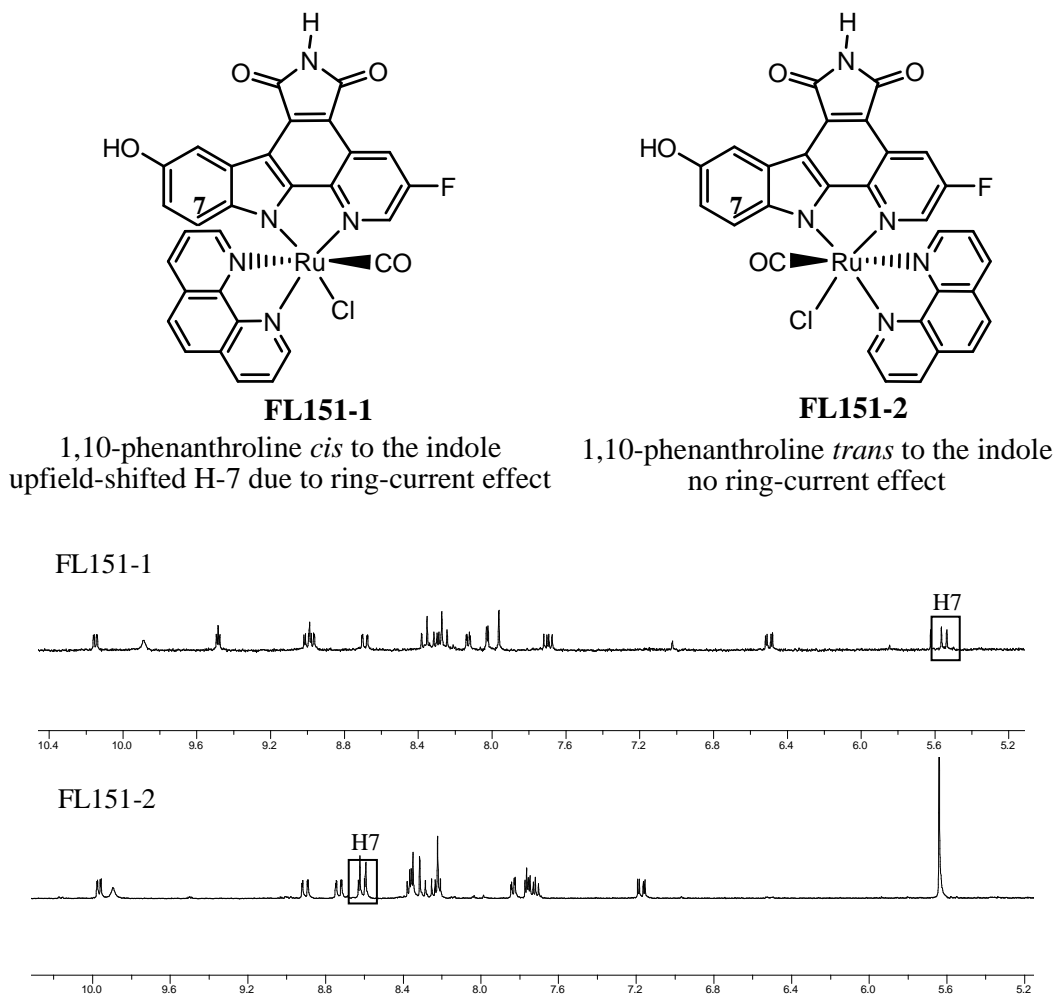 H
N
O O
HO
F
7
N N
N Ru CO
N Cl
FL151-1
1,10-phenanthroline cis to the indole
upfield-shifted H-7 due to ring-current effect
H
N
O O
HO
F
7
N N
OC Ru N
Cl N
FL151-2
1,10-phenanthroline trans to the indole
no ring-current effect
FL151-1
H7
10.4 10.0 9.6 9.2 8.8 8.4 8.0 7.6 7.2 6.8 6.4 6.0 5.6 5.2
FL151-2
H7
10.0 9.6 9.2 8.8 8.4 8.0 7.6 7.2 6.8 6.4 6.0 5.6 5.2